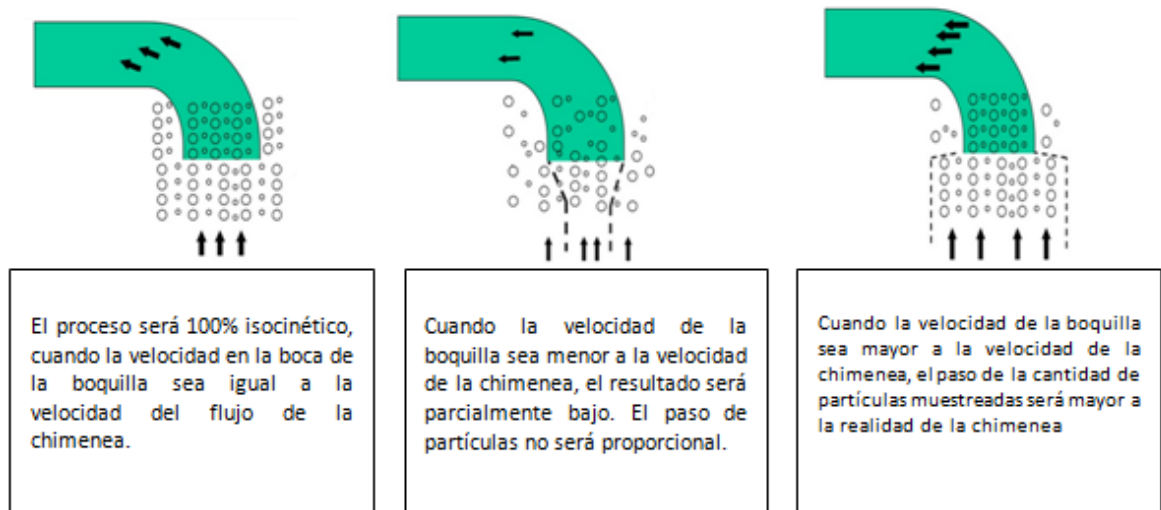 El proceso será 100% isocinético,
cuando la velocidad en la boca de
la boquilla sea igual a la
velocidad del flujo de la
chimenea.
Cuando la velocidad de la
boquilla sea menor a la velocidad
de la chimenea, el resultado será
parcialmente bajo. El paso de
partículas no será proporcional.
Cuando la velocidad de la boquilla
sea mayor a la velocidad de la
chimenea, el paso de la cantidad de
partículas muestreadas será mayor a
la realidad de la chimenea